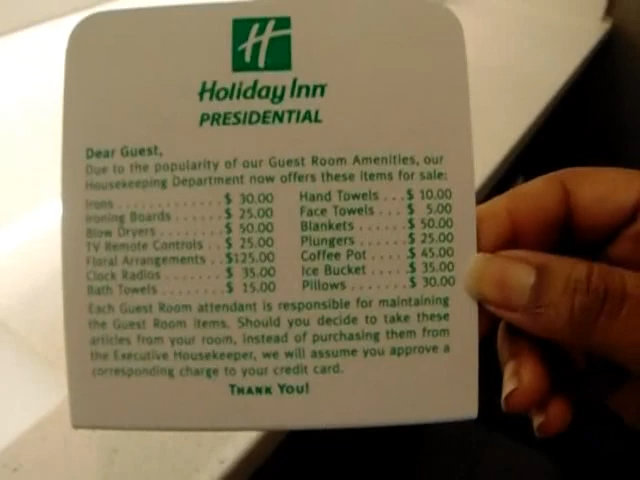 H
Holiday Inn
PRESIDENTIAL
Dear Guest,
Due to the popularity of our Guest Room Amenities, our
Housekeeping Department now offers these items for sale:
Irons . . . . . . . . . . . . . $ 30.00 Hand Towels . . . $ 10.00
Ironing Boards . . . . . . $ 25.00 Face Towels . . . $ 5.00
Blow Dryers . . . . . . . . $ 50.00 Blankets . . . . . . $ 50.00
TV Remote Controls . . $ 25.00 Plungers . . . . . . $ 25.00
Floral Arrangements . . $125.00 Coffee Pot . . . . . $ 45.00
Clock Radios . . . . . . . $ 35.00 Ice Bucket . . . . . $ 35.00
Bath Towels . . . . . . . . $ 15.00 Pillows . . . . . . . $ 30.00
Each Guest Room attendant is responsible for maintaining
the Guest Room items. Should you decide to take these
articles from your room, instead of purchasing them from
the Executive Housekeeper, we will assume you approve a
corresponding charge to your credit card.
THANK YOU!